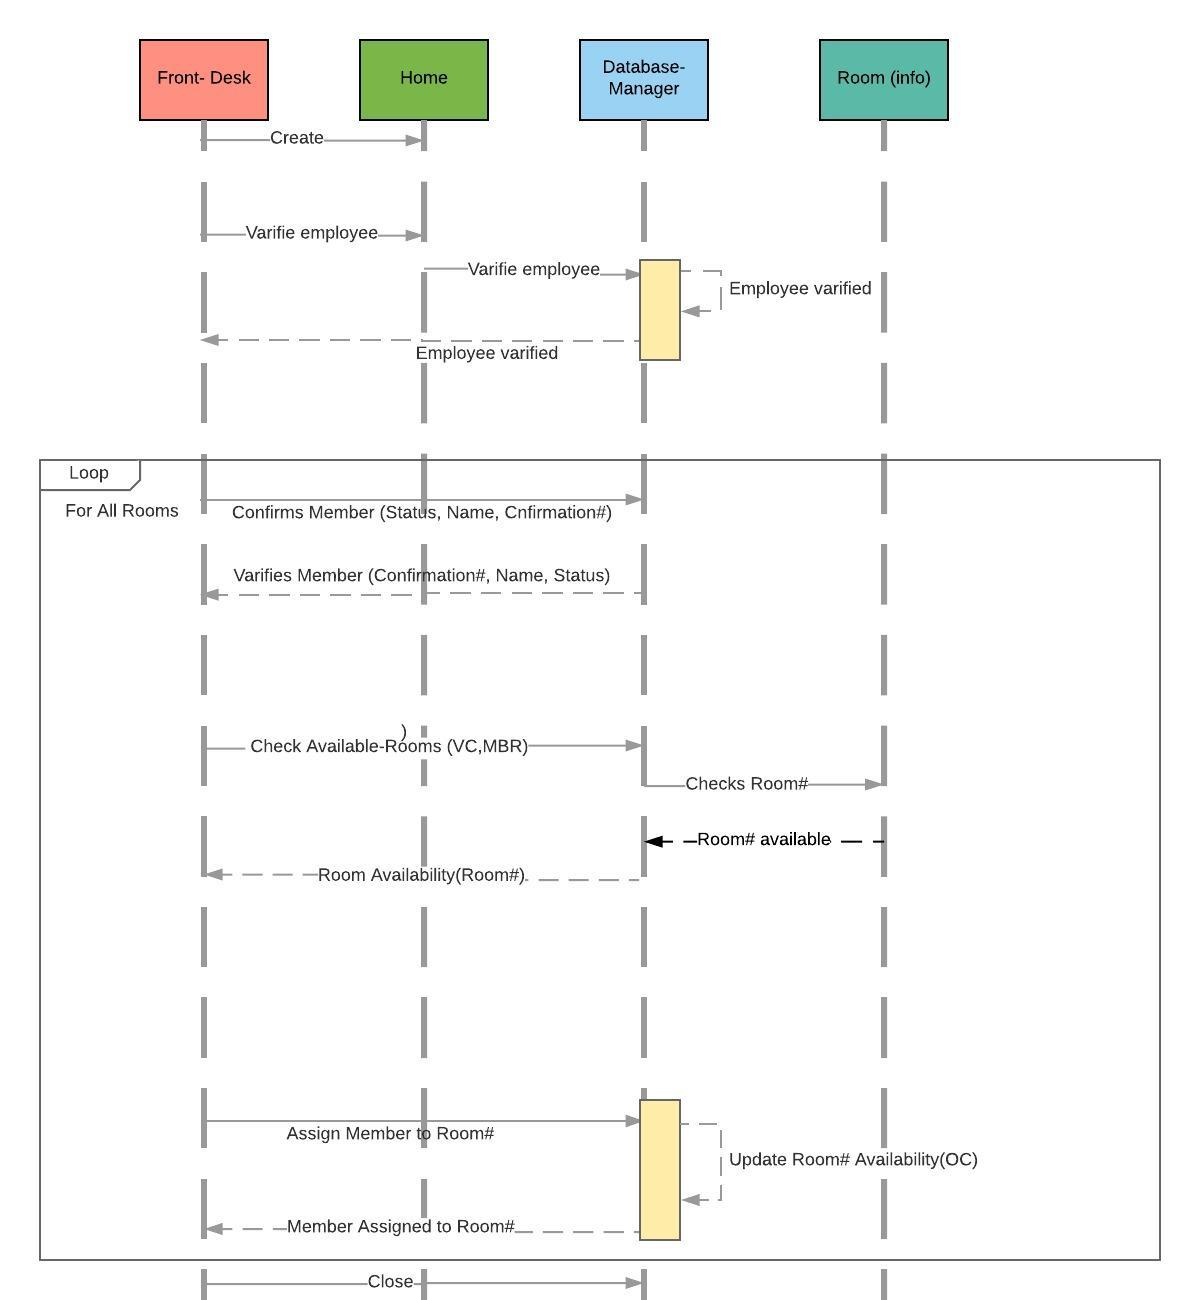 Front- Desk
Home
Database-
Manager
Room (info)
Create
Varifie employee
Varifie employee
Employee varified
Employee varified
Loop
For All Rooms
Confirms Member (Status, Name, Cnfirmation#)
Varifies Member (Confirmation#, Name, Status)
)
Check Available-Rooms (VC,MBR)
Checks Room#
Room# available
Room Availability(Room#)
Assign Member to Room#
Update Room# Availability(OC)
Member Assigned to Room#
Close